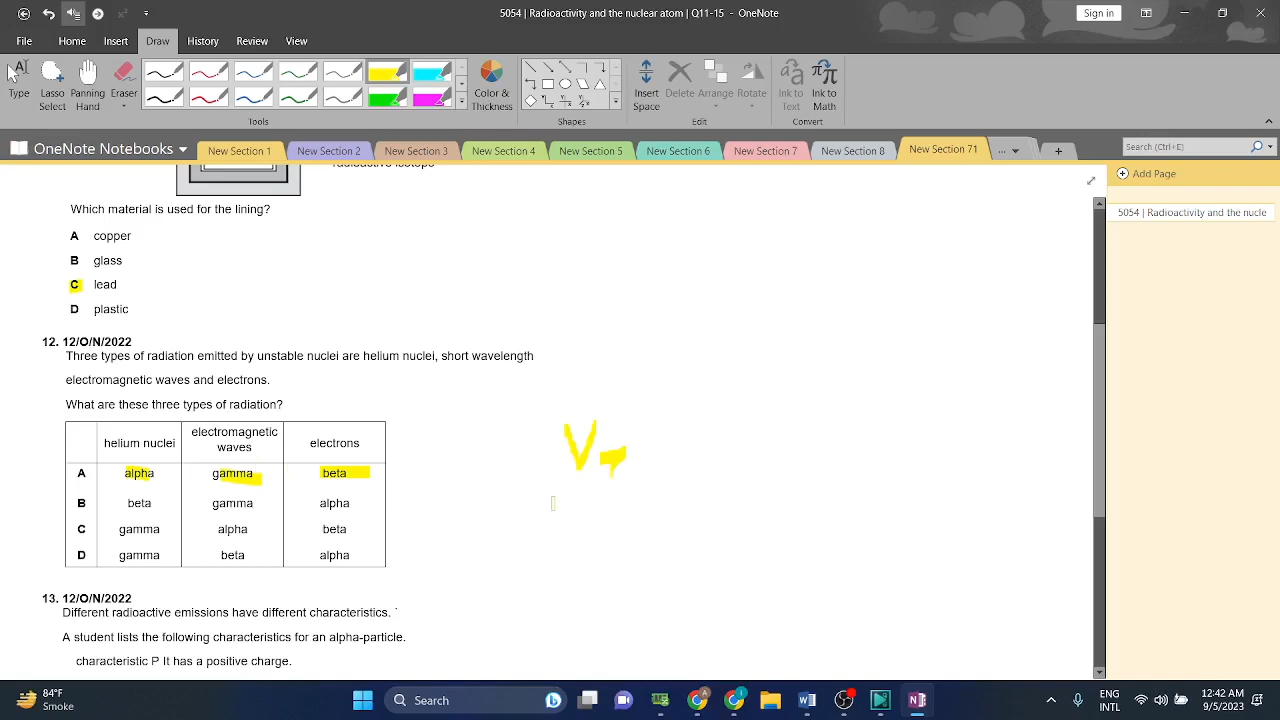 5054 | Radioactivity and the nuclear atom | Q11-15 - OneNote
Sign in
File Home Insert Draw History Review View
Type
Lasso Select
Panning Hand
Eraser
Color & Thickness
Insert Space
Delete
Arrange
Rotate
Ink to Text
Ink to Math
Tools
Shapes
Edit
Convert
OneNote Notebooks
New Section 1
New Section 2
New Section 3
New Section 4
New Section 5
New Section 6
New Section 7
New Section 8
New Section 71
...
Search (Ctrl+E)
Add Page
5054 | Radioactivity and the nucle
radioactive isotope
Which material is used for the lining?
A copper
B glass
C lead
D plastic
12. 12/O/N/2022
Three types of radiation emitted by unstable nuclei are helium nuclei, short wavelength
electromagnetic waves and electrons.
What are these three types of radiation?
helium nuclei electromagnetic waves electrons
A alpha gamma beta
B beta gamma alpha
C gamma alpha beta
D gamma beta alpha
13. 12/O/N/2022
Different radioactive emissions have different characteristics. `
A student lists the following characteristics for an alpha-particle.
characteristic P It has a positive charge.
84°F
Smoke
Search
ENG
INTL
12:42 AM
9/5/2023